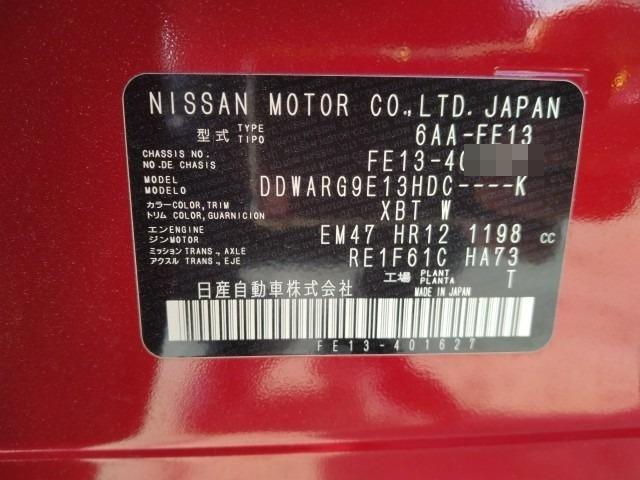 NISSAN MOTOR CO.,LTD. JAPAN
型式 TYPE TIPO 6AA-FE13
CHASSIS NO. NO.DE CHASIS FE13-40
MODEL MODELO DDWARG9E13HDC----K
カラー COLOR,TRIM トリム COLOR,GUARNICION XBT W
エンジン ENGINE MOTOR EM47 HR12 1198 cc
ミッション TRANS.,AXLE アクスル TRANS.,EJE RE1F61C HA73
工場 PLANT PLANTA T
日産自動車株式会社 MADE IN JAPAN
FE13-401627